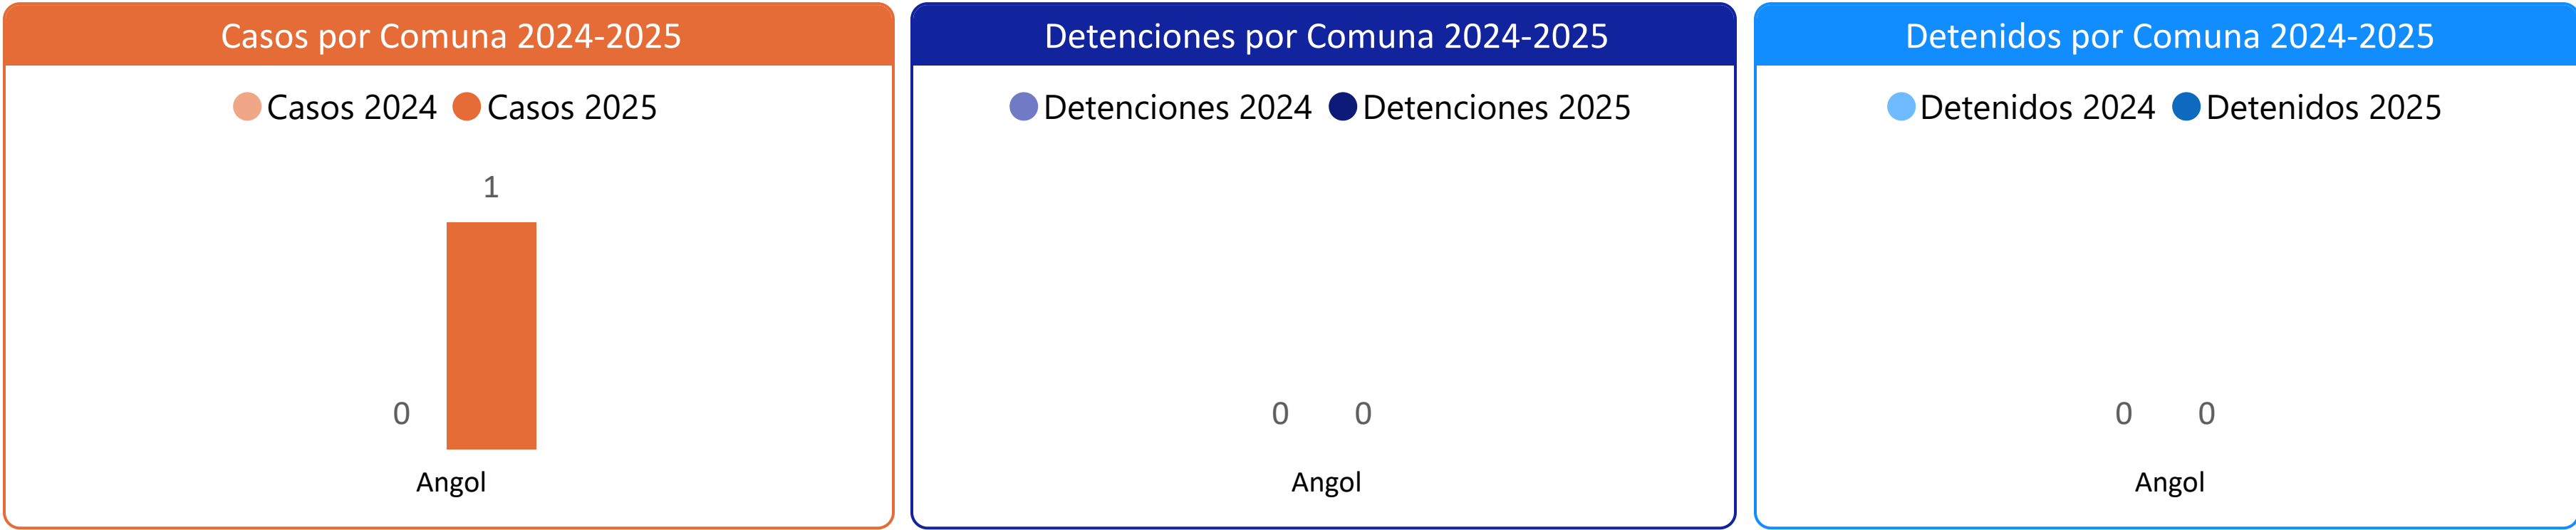 Casos por Comuna 2024-2025
Casos 2024 Casos 2025
1
0
Angol
Detenciones por Comuna 2024-2025
Detenciones 2024 Detenciones 2025
0 0
Angol
Detenidos por Comuna 2024-2025
Detenidos 2024 Detenidos 2025
0 0
Angol